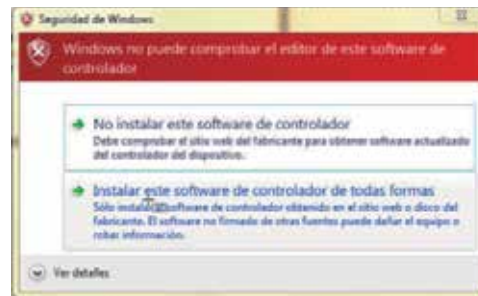 Seguridad de Windows
Windows no puede comprobar el editor de este software de
controlador
No instalar este software de controlador
Debe comprobar el sitio web del fabricante para obtener software actualizado
del controlador del dispositivo.
Instalar este software de controlador de todas formas
Sólo instale software de controlador obtenido en el sitio web o disco del
fabricante. El software no firmado de otras fuentes puede dañar el equipo o
robar información.
Ver detalles